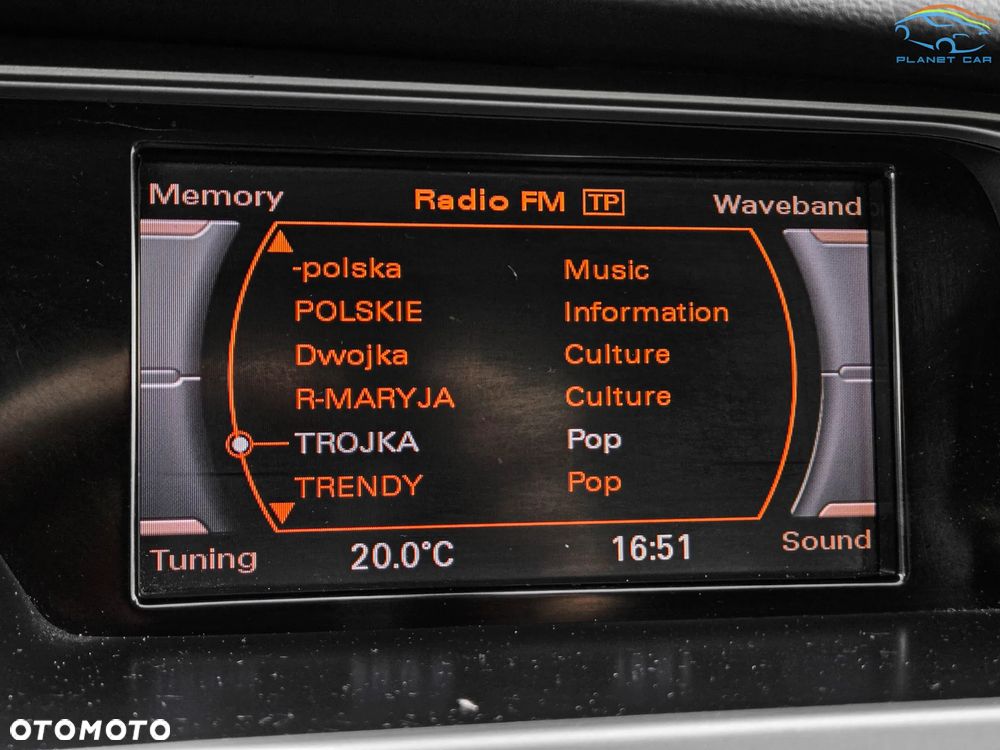 PLANET CAR
Memory
Radio FM TP
Waveband
-polska Music
POLSKIE Information
Dwojka Culture
R-MARYJA Culture
TROJKA Pop
TRENDY Pop
Tuning
20.0°C
16:51
Sound
OTOMOTO